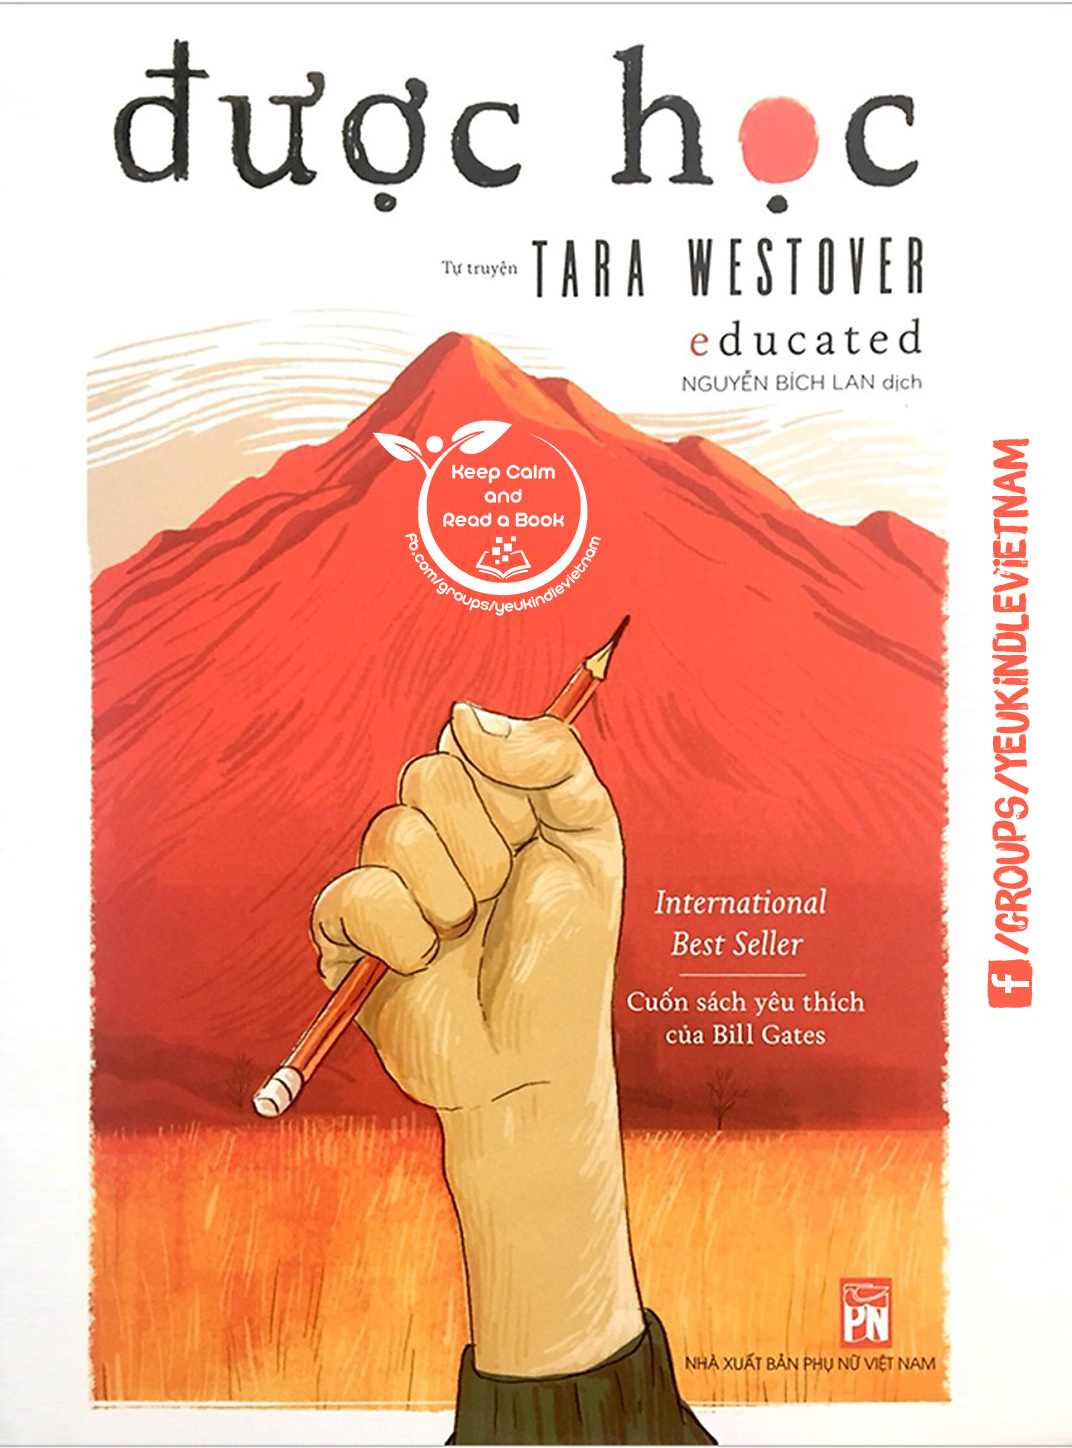 được học
Tự truyện TARA WESTOVER
educated
NGUYỄN BÍCH LAN dịch
Keep Calm
and
Read a Book
fb.com/groups/yeukindlevietnam
International
Best Seller
Cuốn sách yêu thích
của Bill Gates
PN
NHÀ XUẤT BẢN PHỤ NỮ VIỆT NAM
f/GROUPS/YEUKINDLEVIETNAM